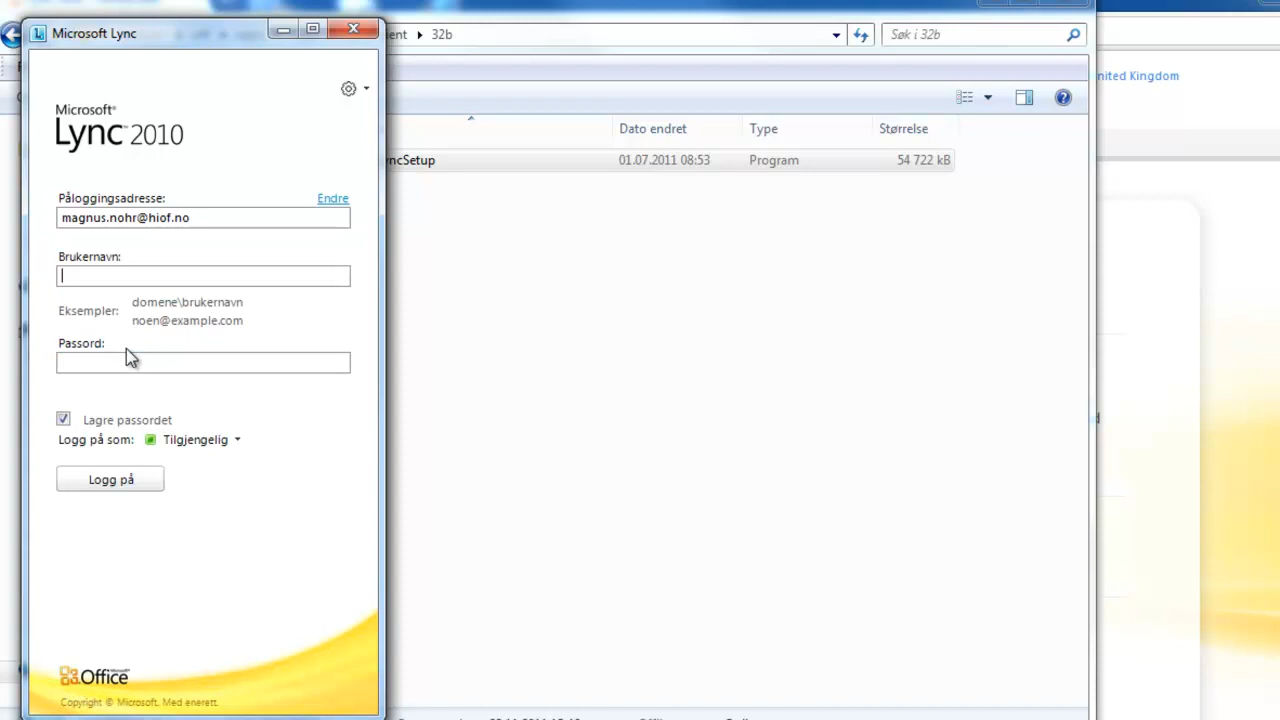 Microsoft Lync
32b
Søk i 32b
nited Kingdom
Microsoft®
Lync™ 2010
Dato endret
Type
Størrelse
ncSetup
01.07.2011 08:53
Program
54 722 kB
Påloggingsadresse:
Endre
magnus.nohr@hiof.no
Brukernavn:
Eksempler:
domene\brukernavn
noen@example.com
Passord:
Lagre passordet
Logg på som:
Tilgjengelig
Logg på
Microsoft®
Office
Copyright © Microsoft. Med enerett.